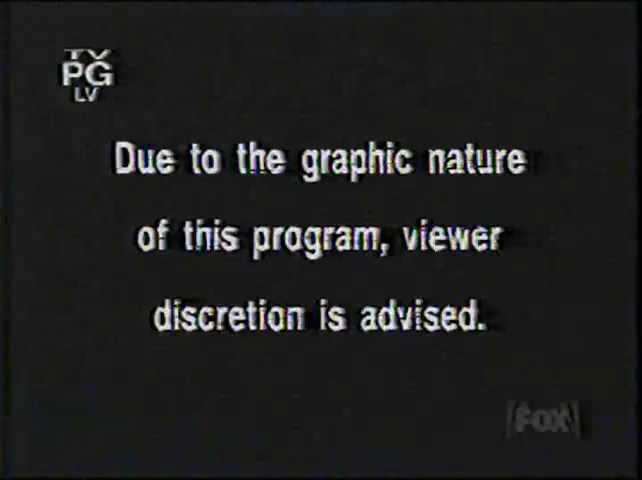 TV
PG
LV
Due to the graphic nature
of this program, viewer
discretion is advised.
FOX